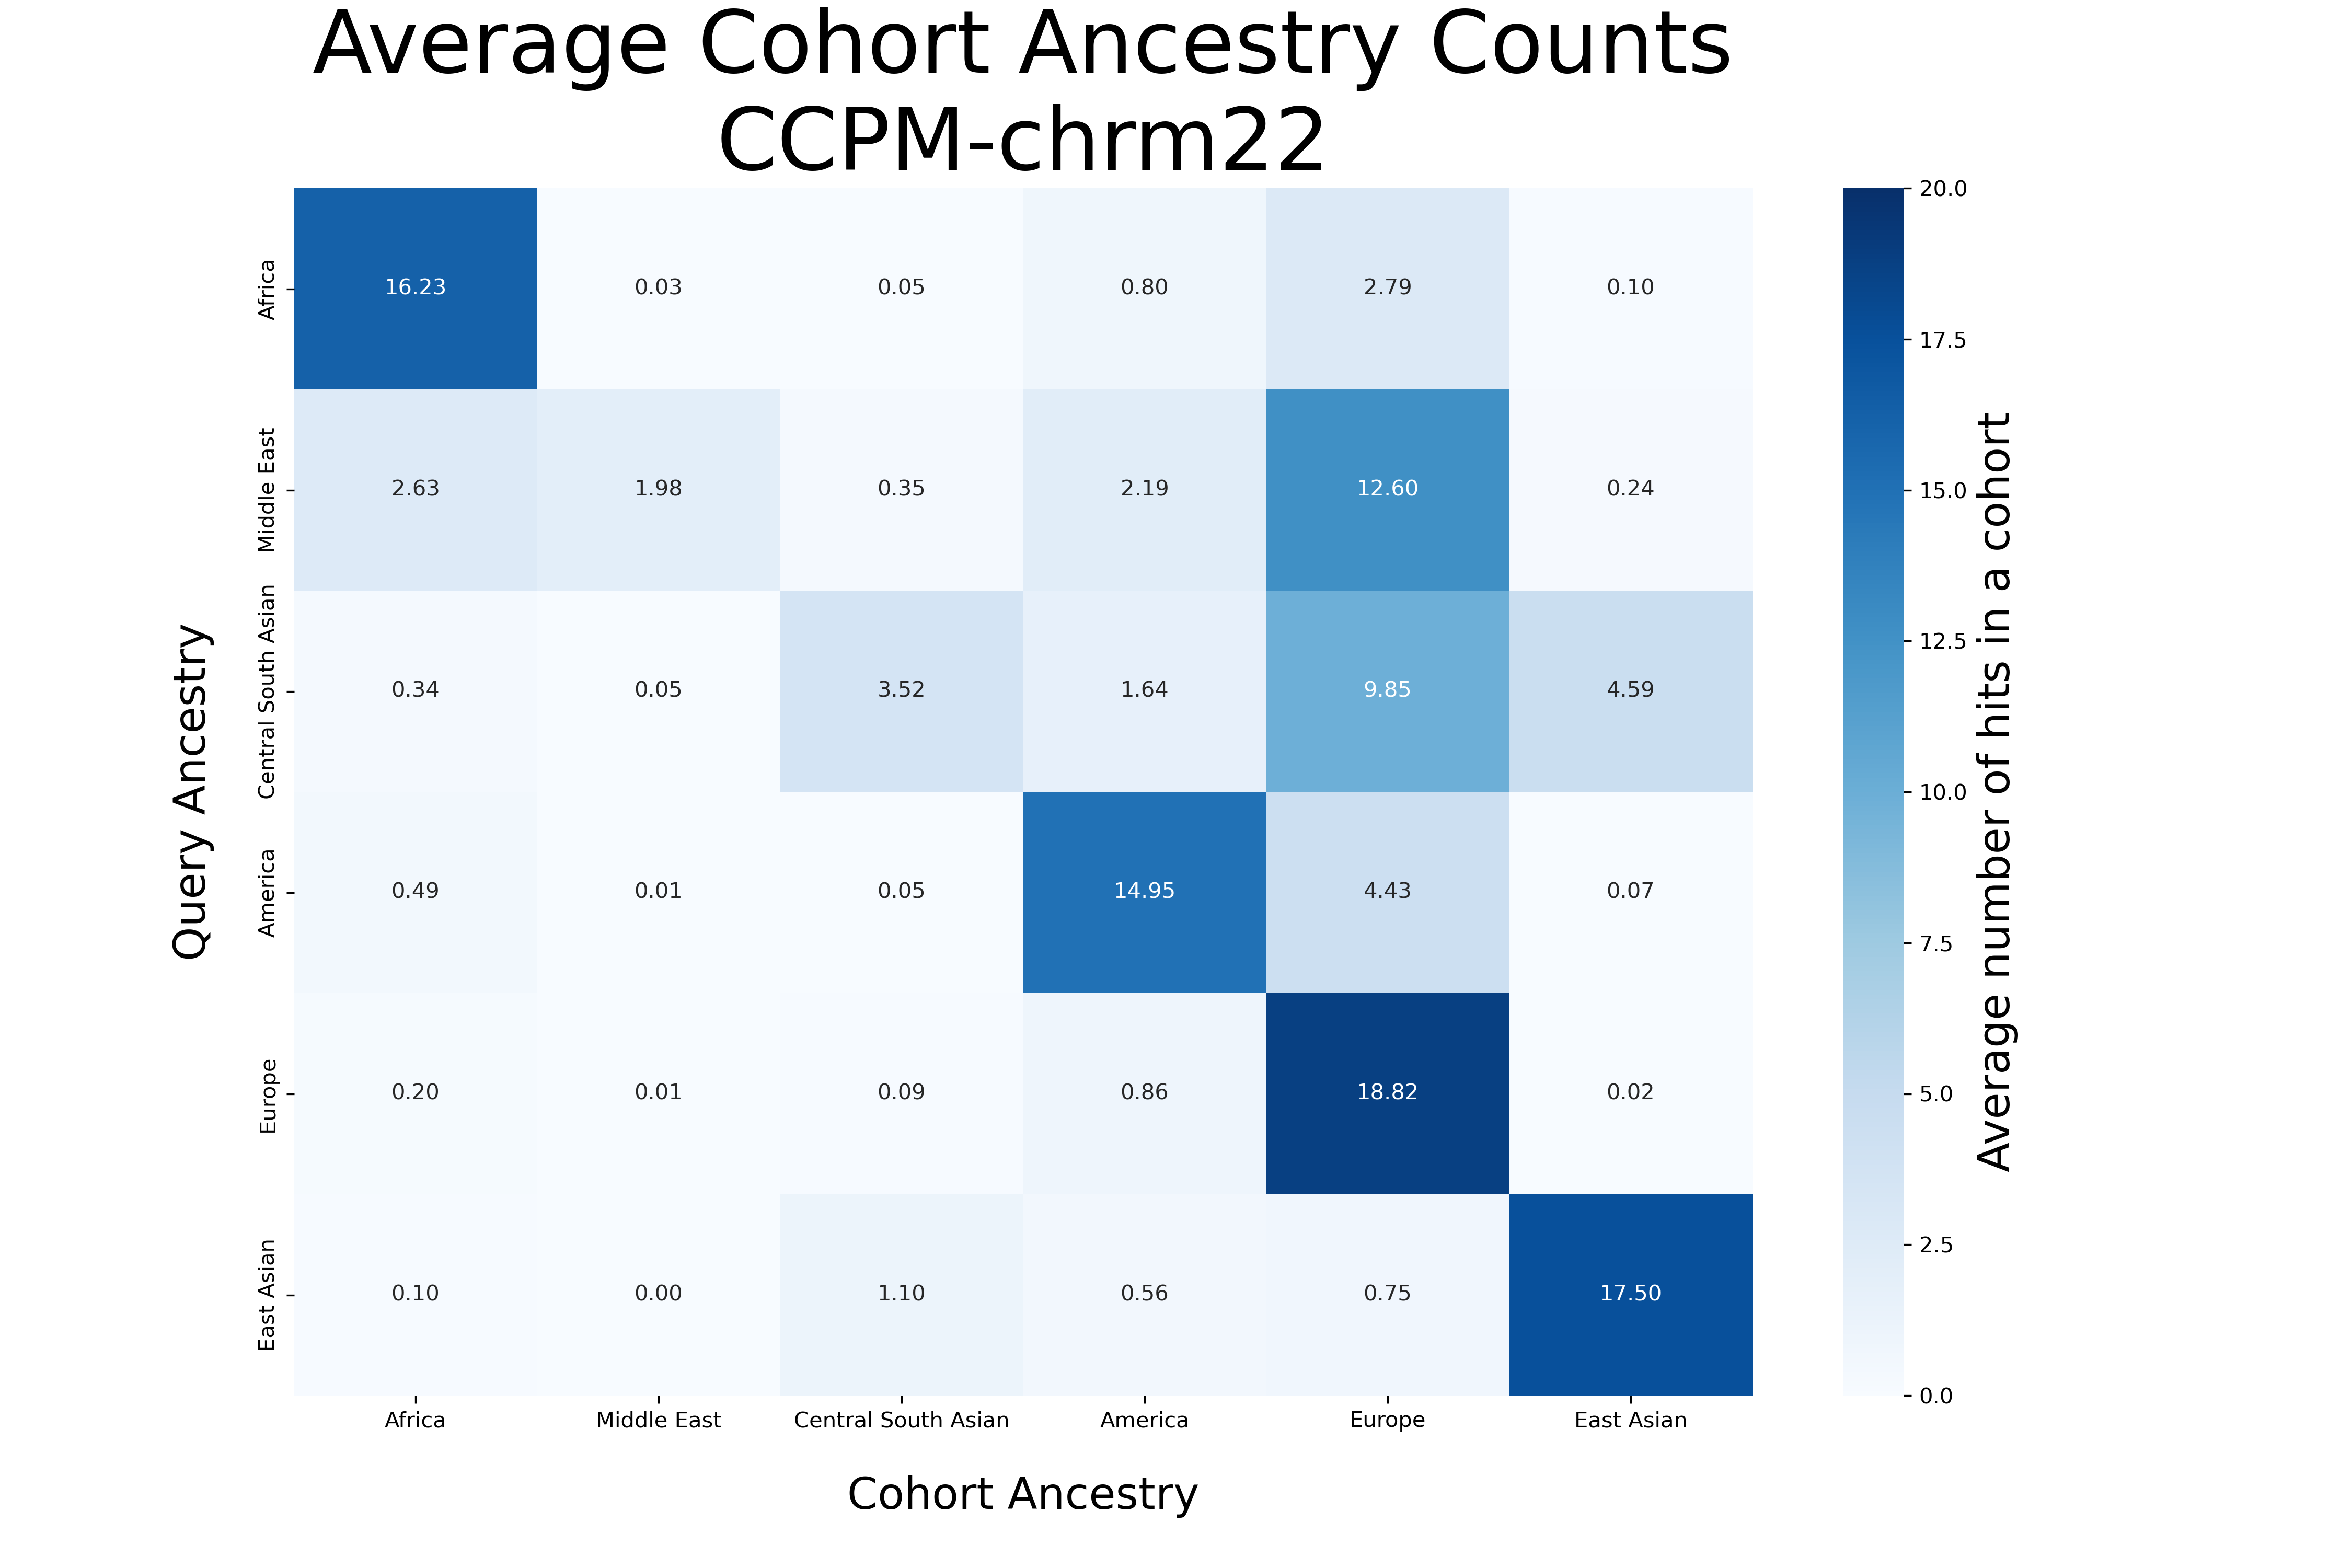 Average Cohort Ancestry Counts
CCPM-chrm22
Query Ancestry
Africa
16.23 0.03 0.05 0.80 2.79 0.10
Middle East
2.63 1.98 0.35 2.19 12.60 0.24
Central South Asian
0.34 0.05 3.52 1.64 9.85 4.59
America
0.49 0.01 0.05 14.95 4.43 0.07
Europe
0.20 0.01 0.09 0.86 18.82 0.02
East Asian
0.10 0.00 1.10 0.56 0.75 17.50
Africa Middle East Central South Asian America Europe East Asian
Cohort Ancestry
20.0
17.5
15.0
12.5
10.0
7.5
5.0
2.5
0.0
Average number of hits in a cohort